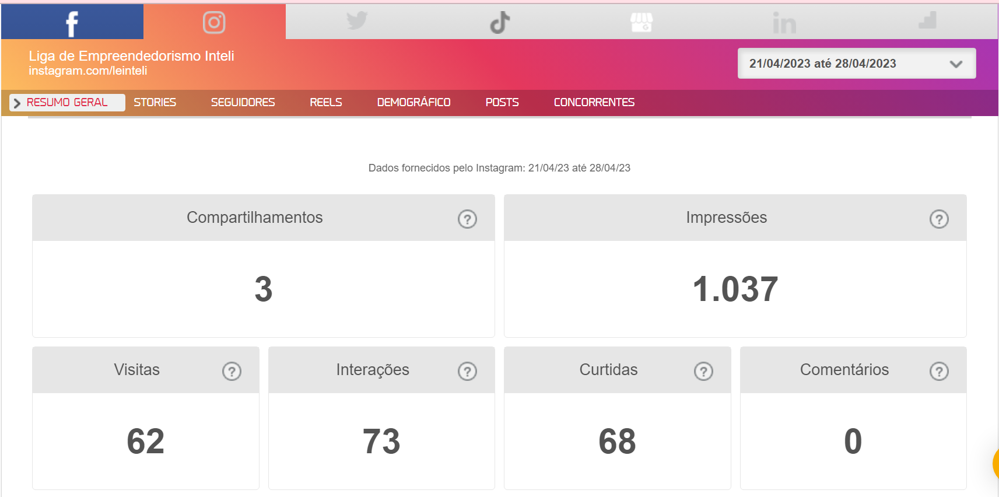 Liga de Empreendedorismo Inteli
instagram.com/leinteli
21/04/2023 até 28/04/2023
RESUMO GERAL STORIES SEGUIDORES REELS DEMOGRÁFICO POSTS CONCORRENTES
Dados fornecidos pelo Instagram: 21/04/23 até 28/04/23
Compartilhamentos ?
3
Impressões ?
1.037
Visitas ?
62
Interações ?
73
Curtidas ?
68
Comentários ?
0